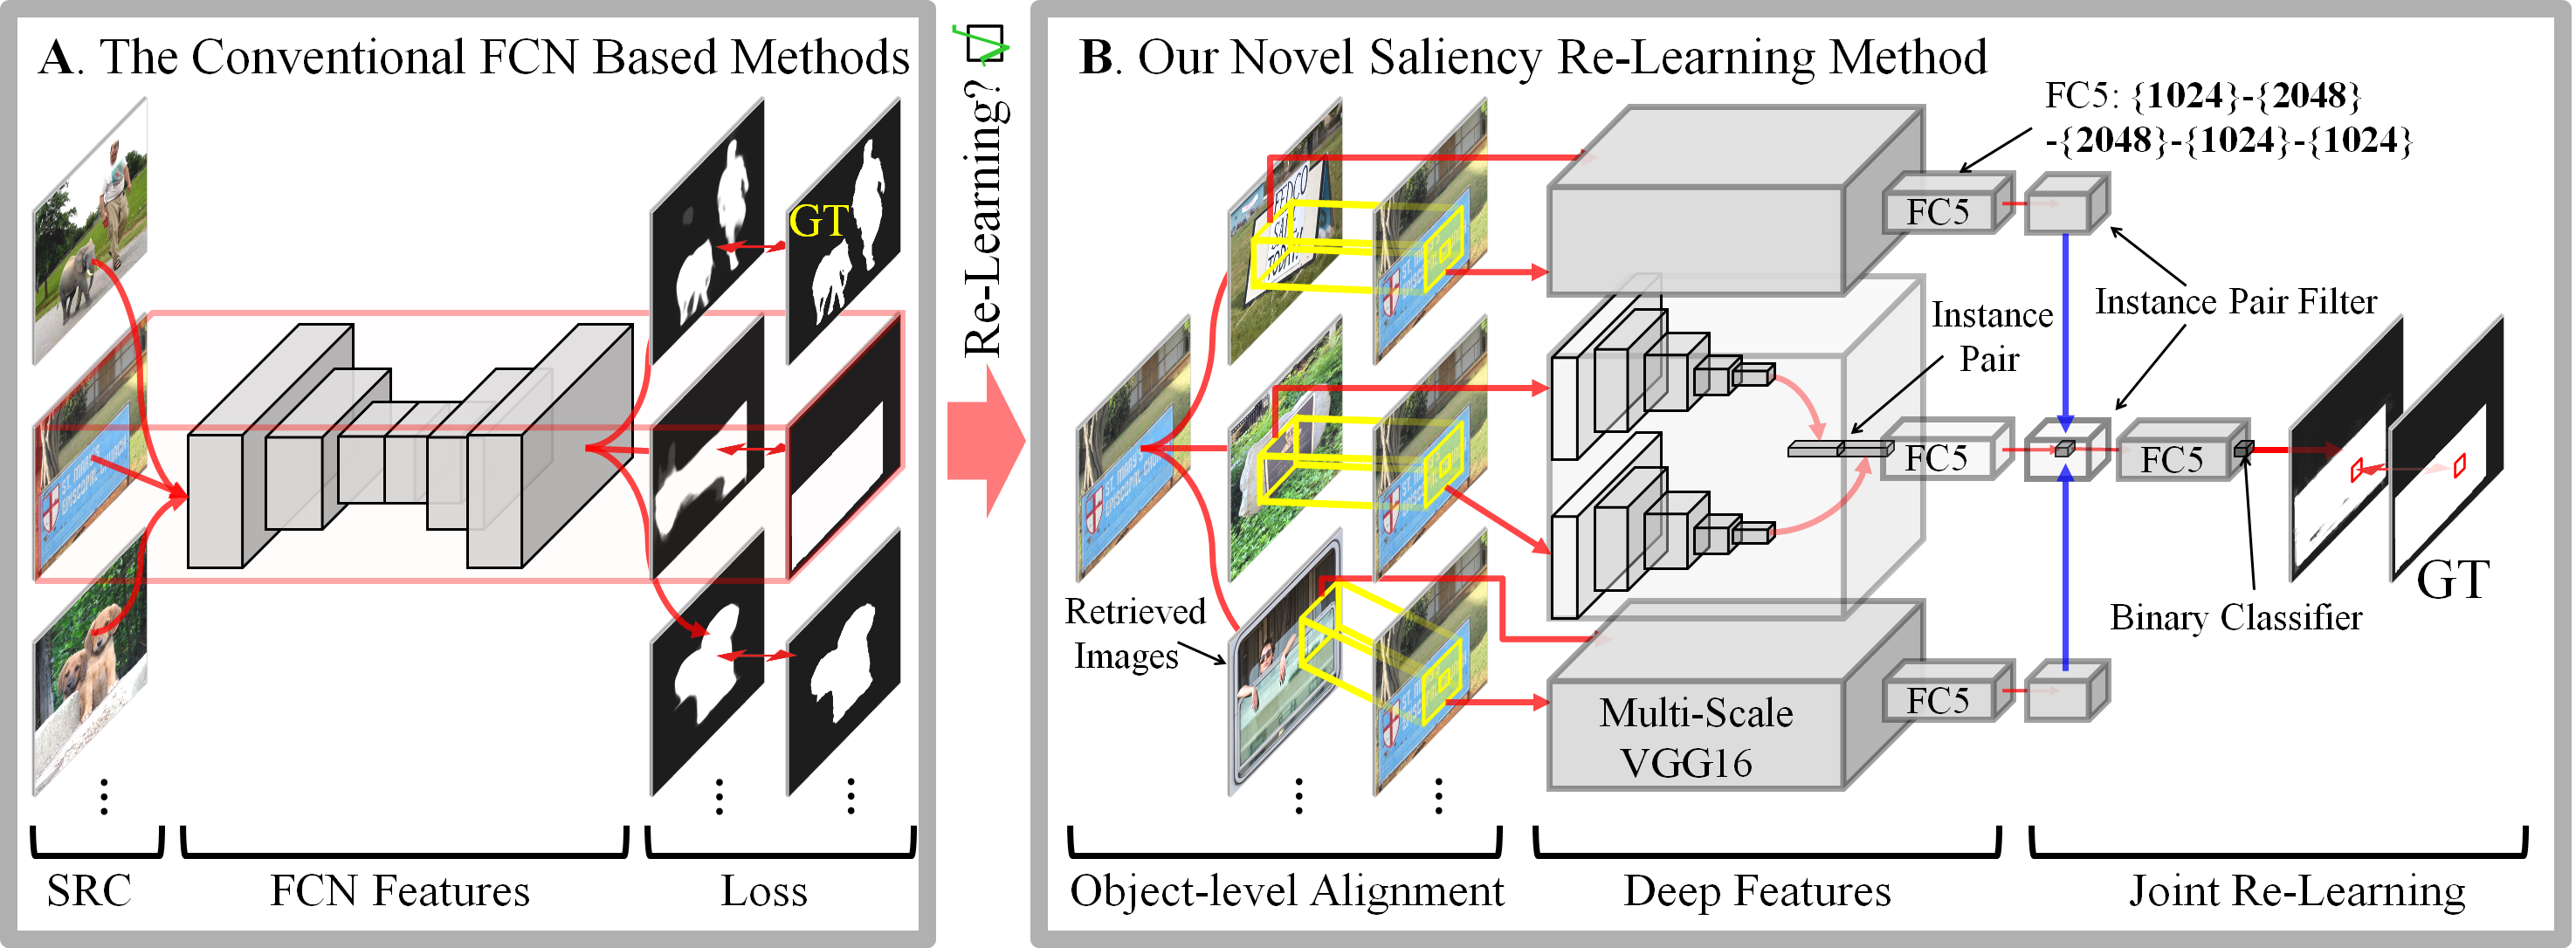 A. The Conventional FCN Based Methods
GT
SRC
FCN Features
Loss
Re-Learning?
B. Our Novel Saliency Re-Learning Method
FC5: {1024}-{2048}
-{2048}-{1024}-{1024}
FC5
Instance Pair Filter
Instance
Pair
FC5
FC5
Binary Classifier
GT
Retrieved
Images
Multi-Scale
VGG16
FC5
Object-level Alignment
Deep Features
Joint Re-Learning